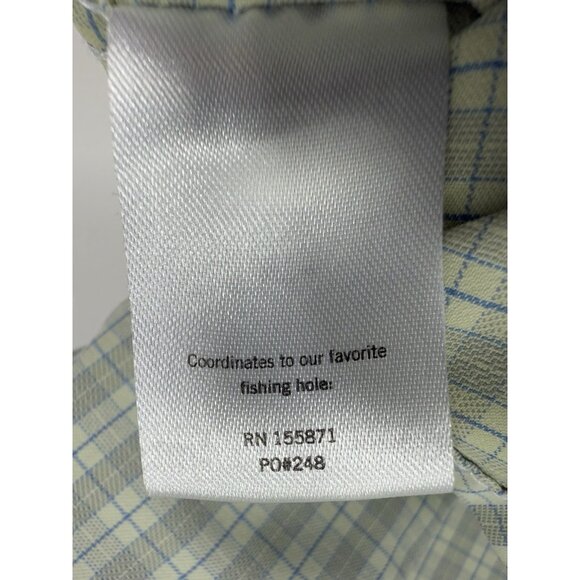 Coordinates to our favorite
fishing hole:
RN 155871
PO#248